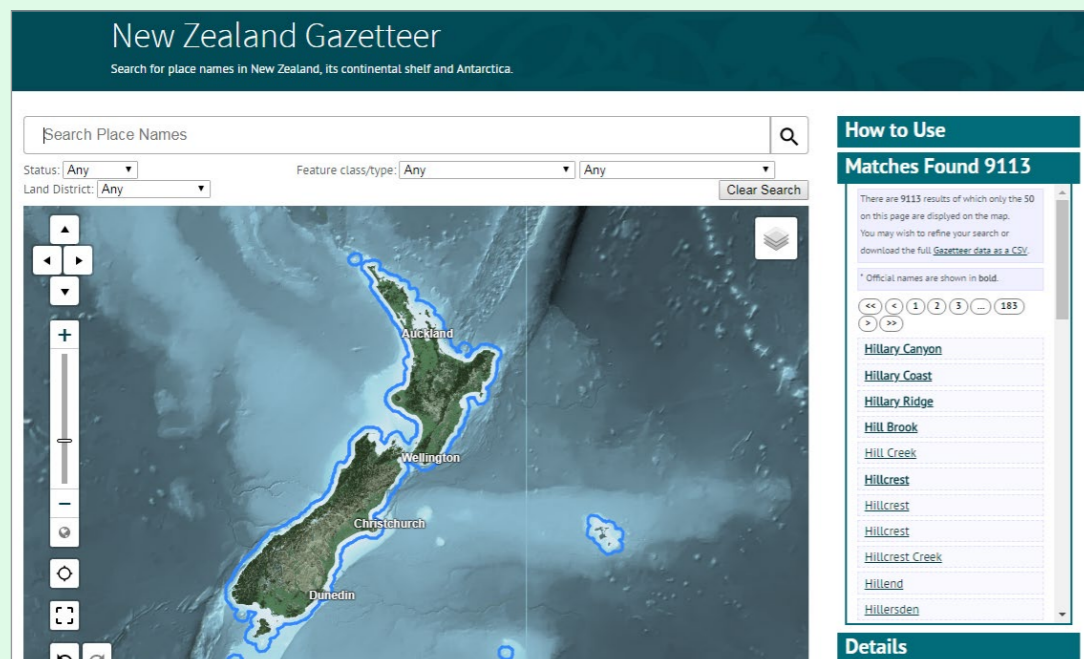 New Zealand Gazetteer
Search for place names in New Zealand, its continental shelf and Antarctica.
Search Place Names
Status: Any
Feature class/type: Any
Any
Land District: Any
Clear Search
Auckland
Wellington
Christchurch
Dunedin
How to Use
Matches Found 9113
There are 9113 results of which only the 50
on this page are displyed on the map.
You may wish to refine your search or
download the full Gazetteer data as a CSV.
* Official names are shown in bold.
<< < 1 2 3 ... 183
> >>
Hillary Canyon
Hillary Coast
Hillary Ridge
Hill Brook
Hill Creek
Hillcrest
Hillcrest
Hillcrest
Hillcrest Creek
Hillend
Hillersden
Details